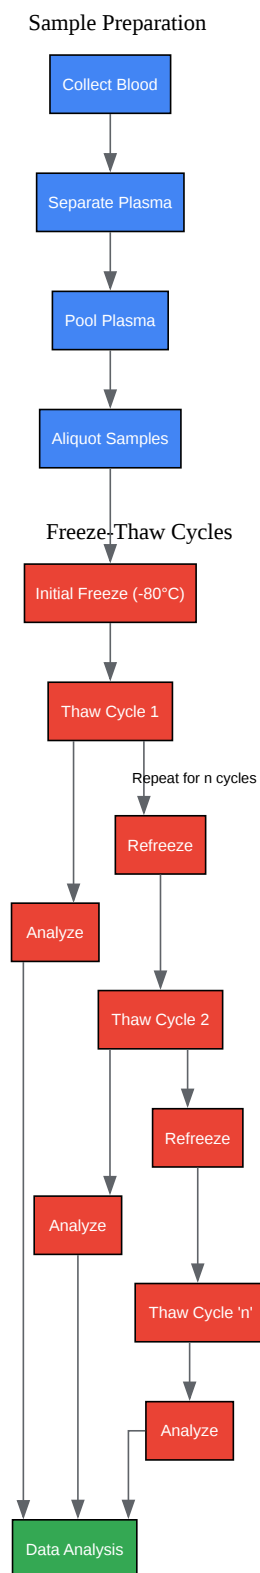 Sample Preparation
Collect Blood
Separate Plasma
Pool Plasma
Aliquot Samples
Freeze-Thaw Cycles
Initial Freeze (-80°C)
Thaw Cycle 1
Repeat for n cycles
Refreeze
Analyze
Thaw Cycle 2
Refreeze
Analyze
Thaw Cycle 'n'
Analyze
Data Analysis